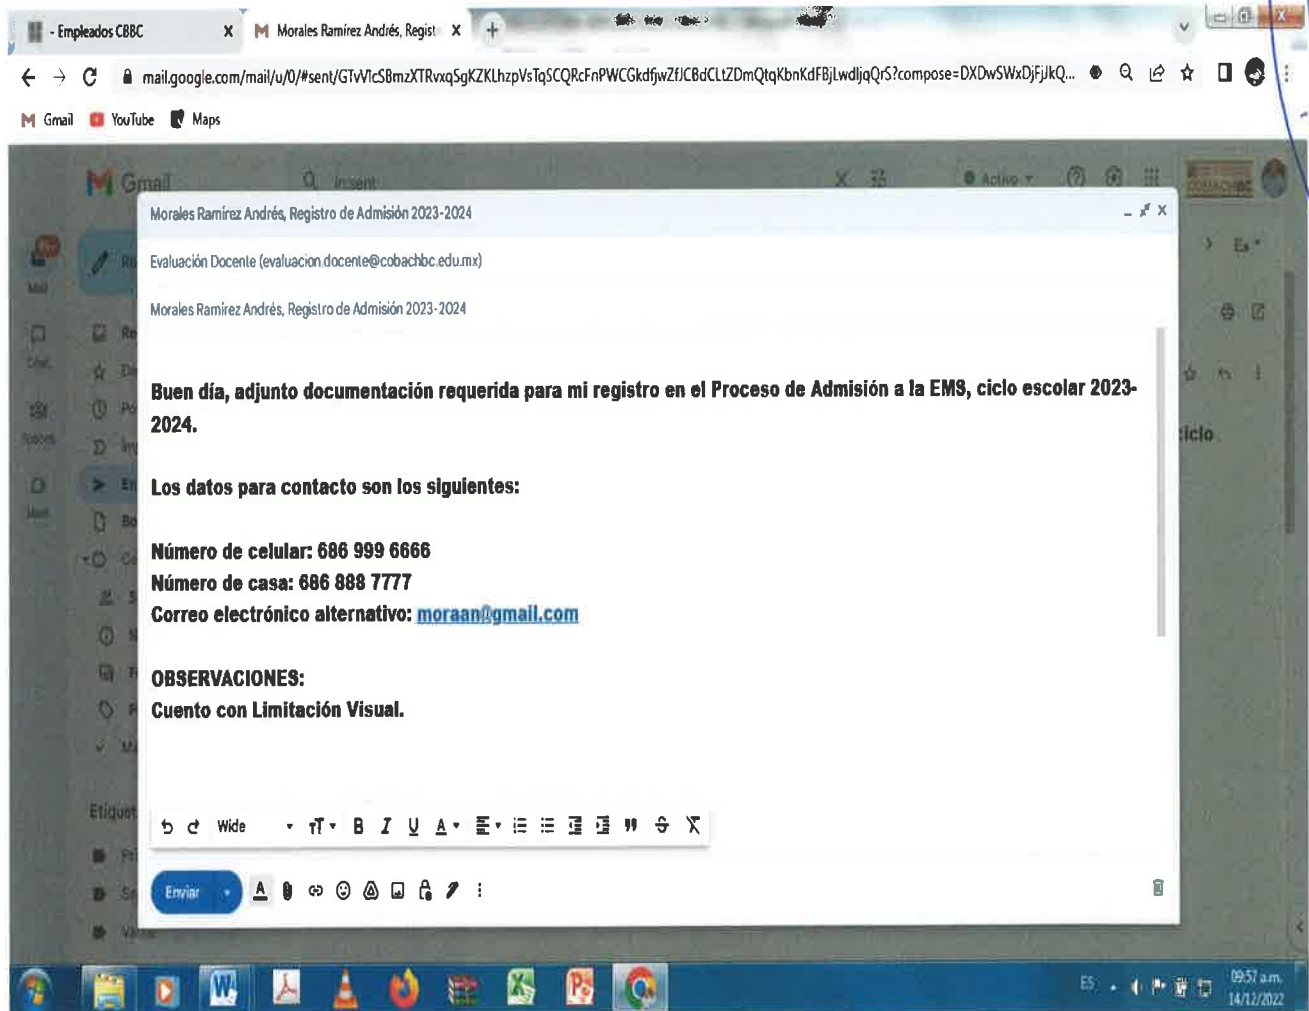 - Empleados CBBC
Morales Ramírez Andrés, Regist
mail.google.com/mail/u/0/#sent/GTvVlcSBmzXTRvxqSgKZKLhzpVsTqSCQRcFnPWCGkdfjwZfJCBdCLtZDmQtqKbnKdFBjLwdljqQrS?compose=DXDwSWxDjFjJkQ...
Gmail YouTube Maps
Gmail
insent
Activo
COBACHBC
Morales Ramírez Andrés, Registro de Admisión 2023-2024
Evaluación Docente (evaluacion.docente@cobachbc.edu.mx)
Morales Ramírez Andrés, Registro de Admisión 2023-2024
Buen día, adjunto documentación requerida para mi registro en el Proceso de Admisión a la EMS, ciclo escolar 2023-
2024.
ciclo
Los datos para contacto son los siguientes:
Número de celular: 686 999 6666
Número de casa: 686 888 7777
Correo electrónico alternativo: moraan@gmail.com
OBSERVACIONES:
Cuento con Limitación Visual.
Etiquet
Wide
Enviar
ES
09:57 a.m.
14/12/2022